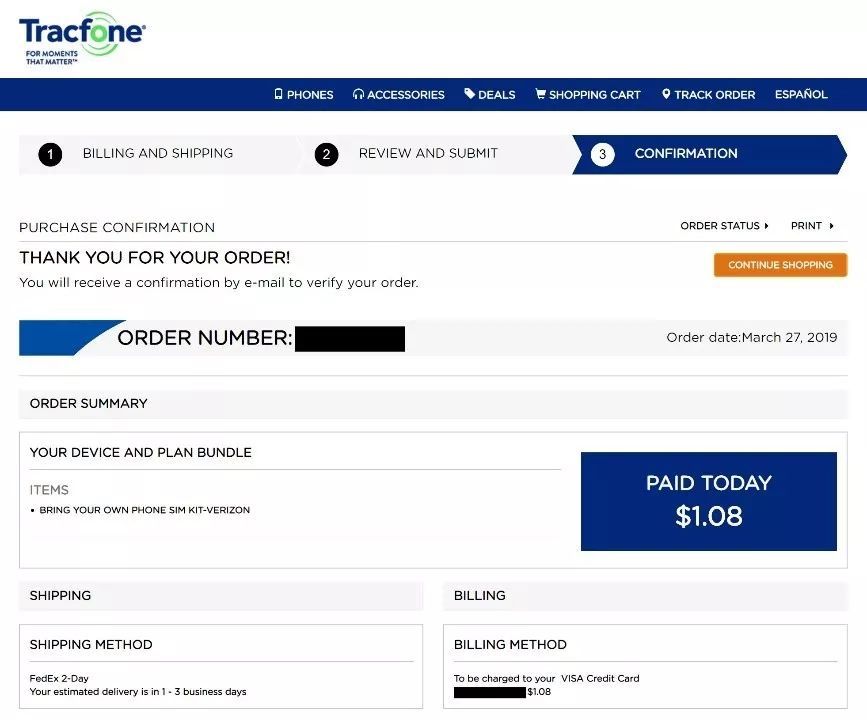 Tracfone
FOR MOMENTS
THAT MATTER™
PHONES ACCESSORIES DEALS SHOPPING CART TRACK ORDER ESPAÑOL
1 BILLING AND SHIPPING 2 REVIEW AND SUBMIT 3 CONFIRMATION
PURCHASE CONFIRMATION ORDER STATUS PRINT
THANK YOU FOR YOUR ORDER!
CONTINUE SHOPPING
You will receive a confirmation by e-mail to verify your order.
ORDER NUMBER: Order date:March 27, 2019
ORDER SUMMARY
YOUR DEVICE AND PLAN BUNDLE
ITEMS
• BRING YOUR OWN PHONE SIM KIT-VERIZON
PAID TODAY
$1.08
SHIPPING
SHIPPING METHOD
FedEx 2-Day
Your estimated delivery is in 1 - 3 business days
BILLING
BILLING METHOD
To be charged to your VISA Credit Card
$1.08